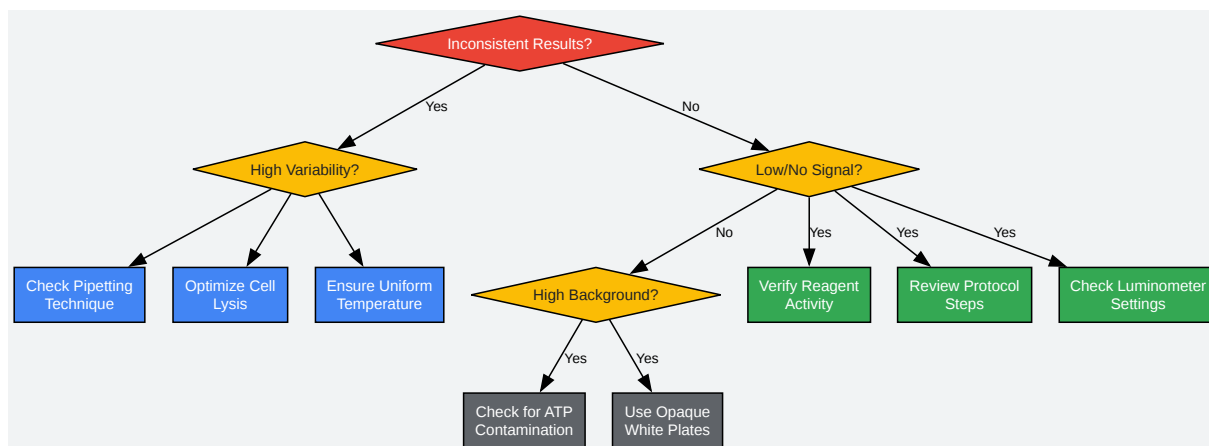 Inconsistent Results?
Yes
No
High Variability?
Low/No Signal?
No
Yes
Yes
Yes
Check Pipetting
Technique
Optimize Cell
Lysis
Ensure Uniform
Temperature
High Background?
Verify Reagent
Activity
Review Protocol
Steps
Check Luminometer
Settings
Yes
Yes
Check for ATP
Contamination
Use Opaque
White Plates